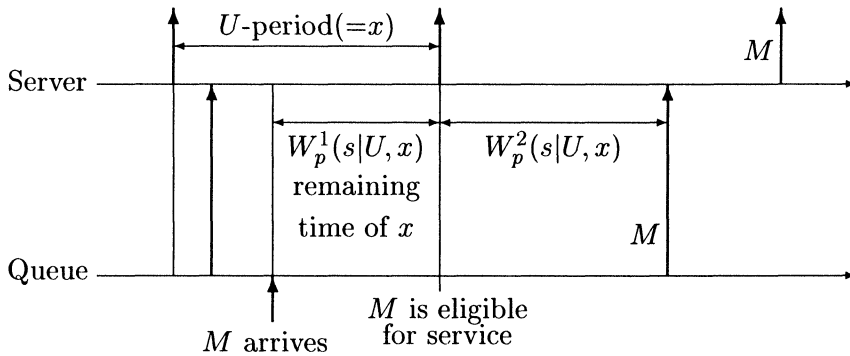 U-period(=x)
M
Server
W_p^1(s|U, x)
W_p^2(s|U, x)
remaining
time of x
M
Queue
M is eligible
for service
M arrives